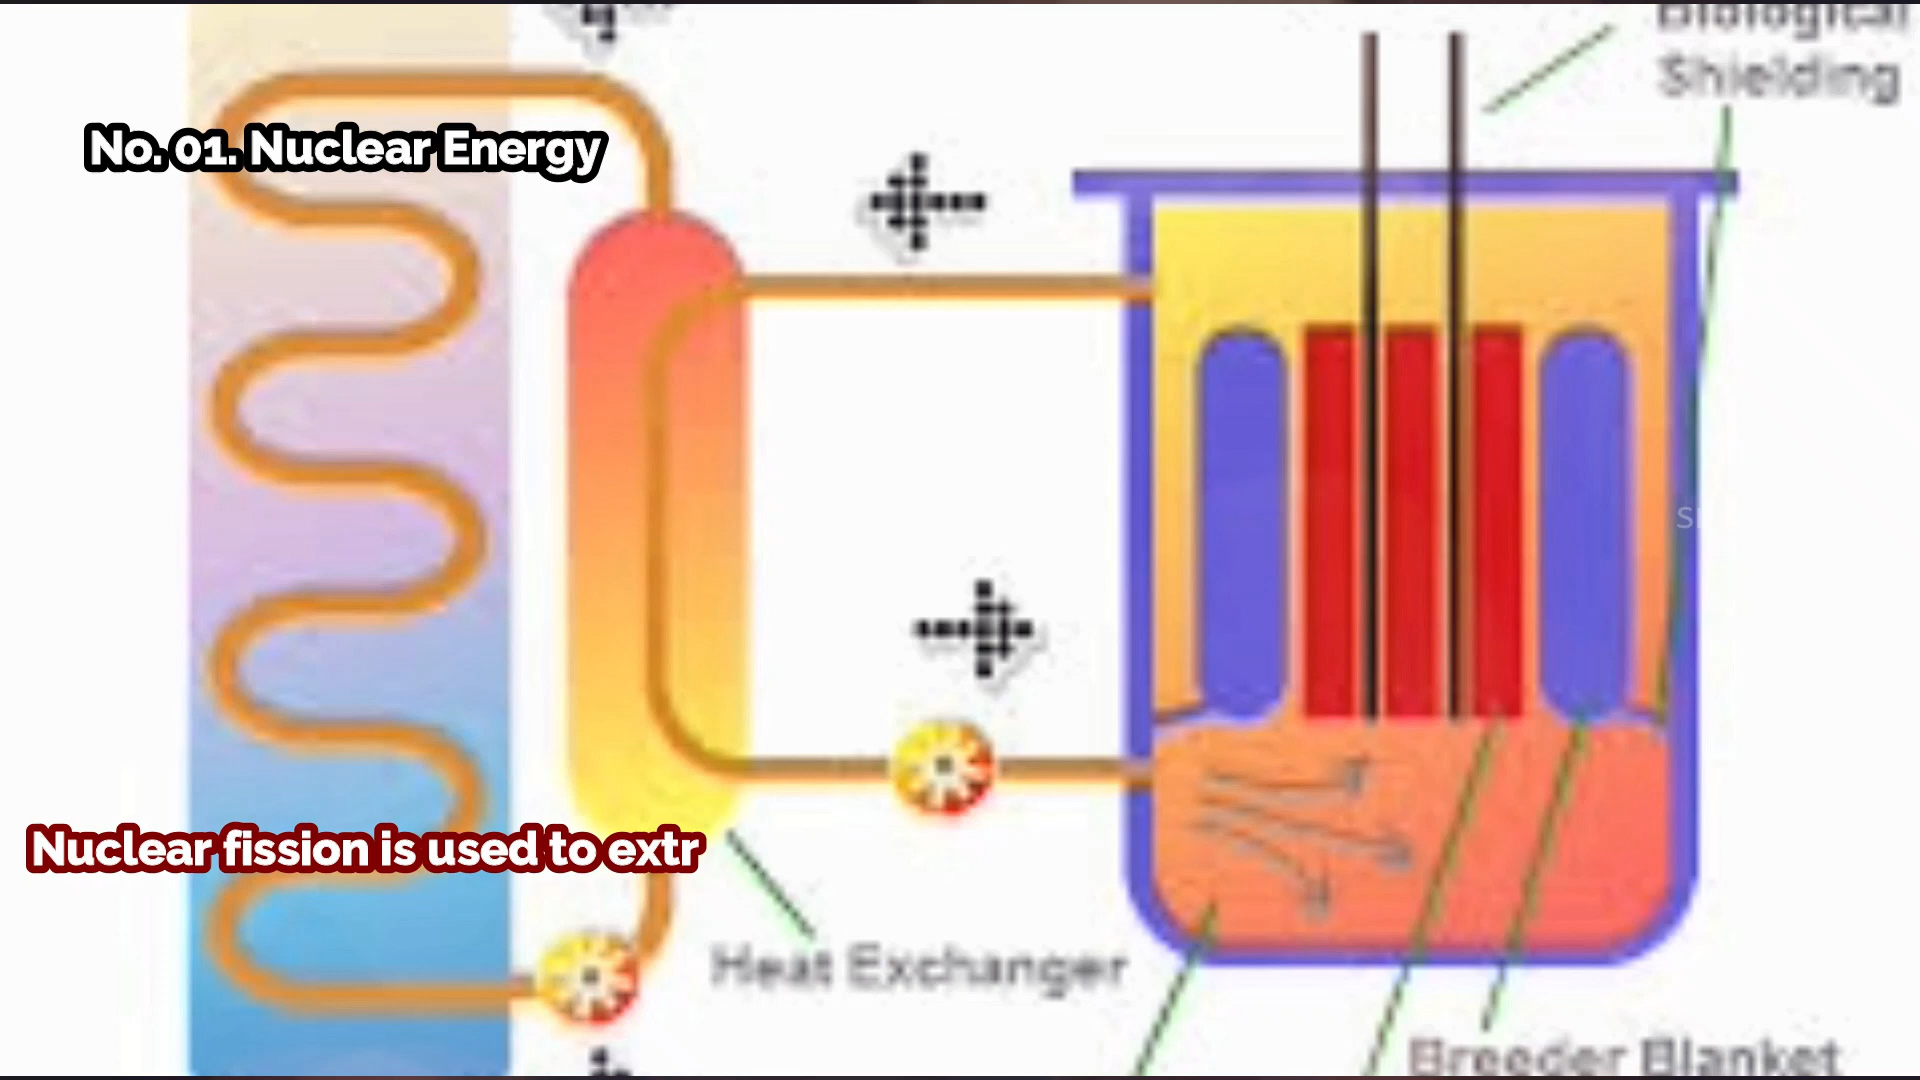 Biological
Shielding
No. 01. Nuclear Energy
Nuclear fission is used to extr
Heat Exchanger
Breeder Blanket